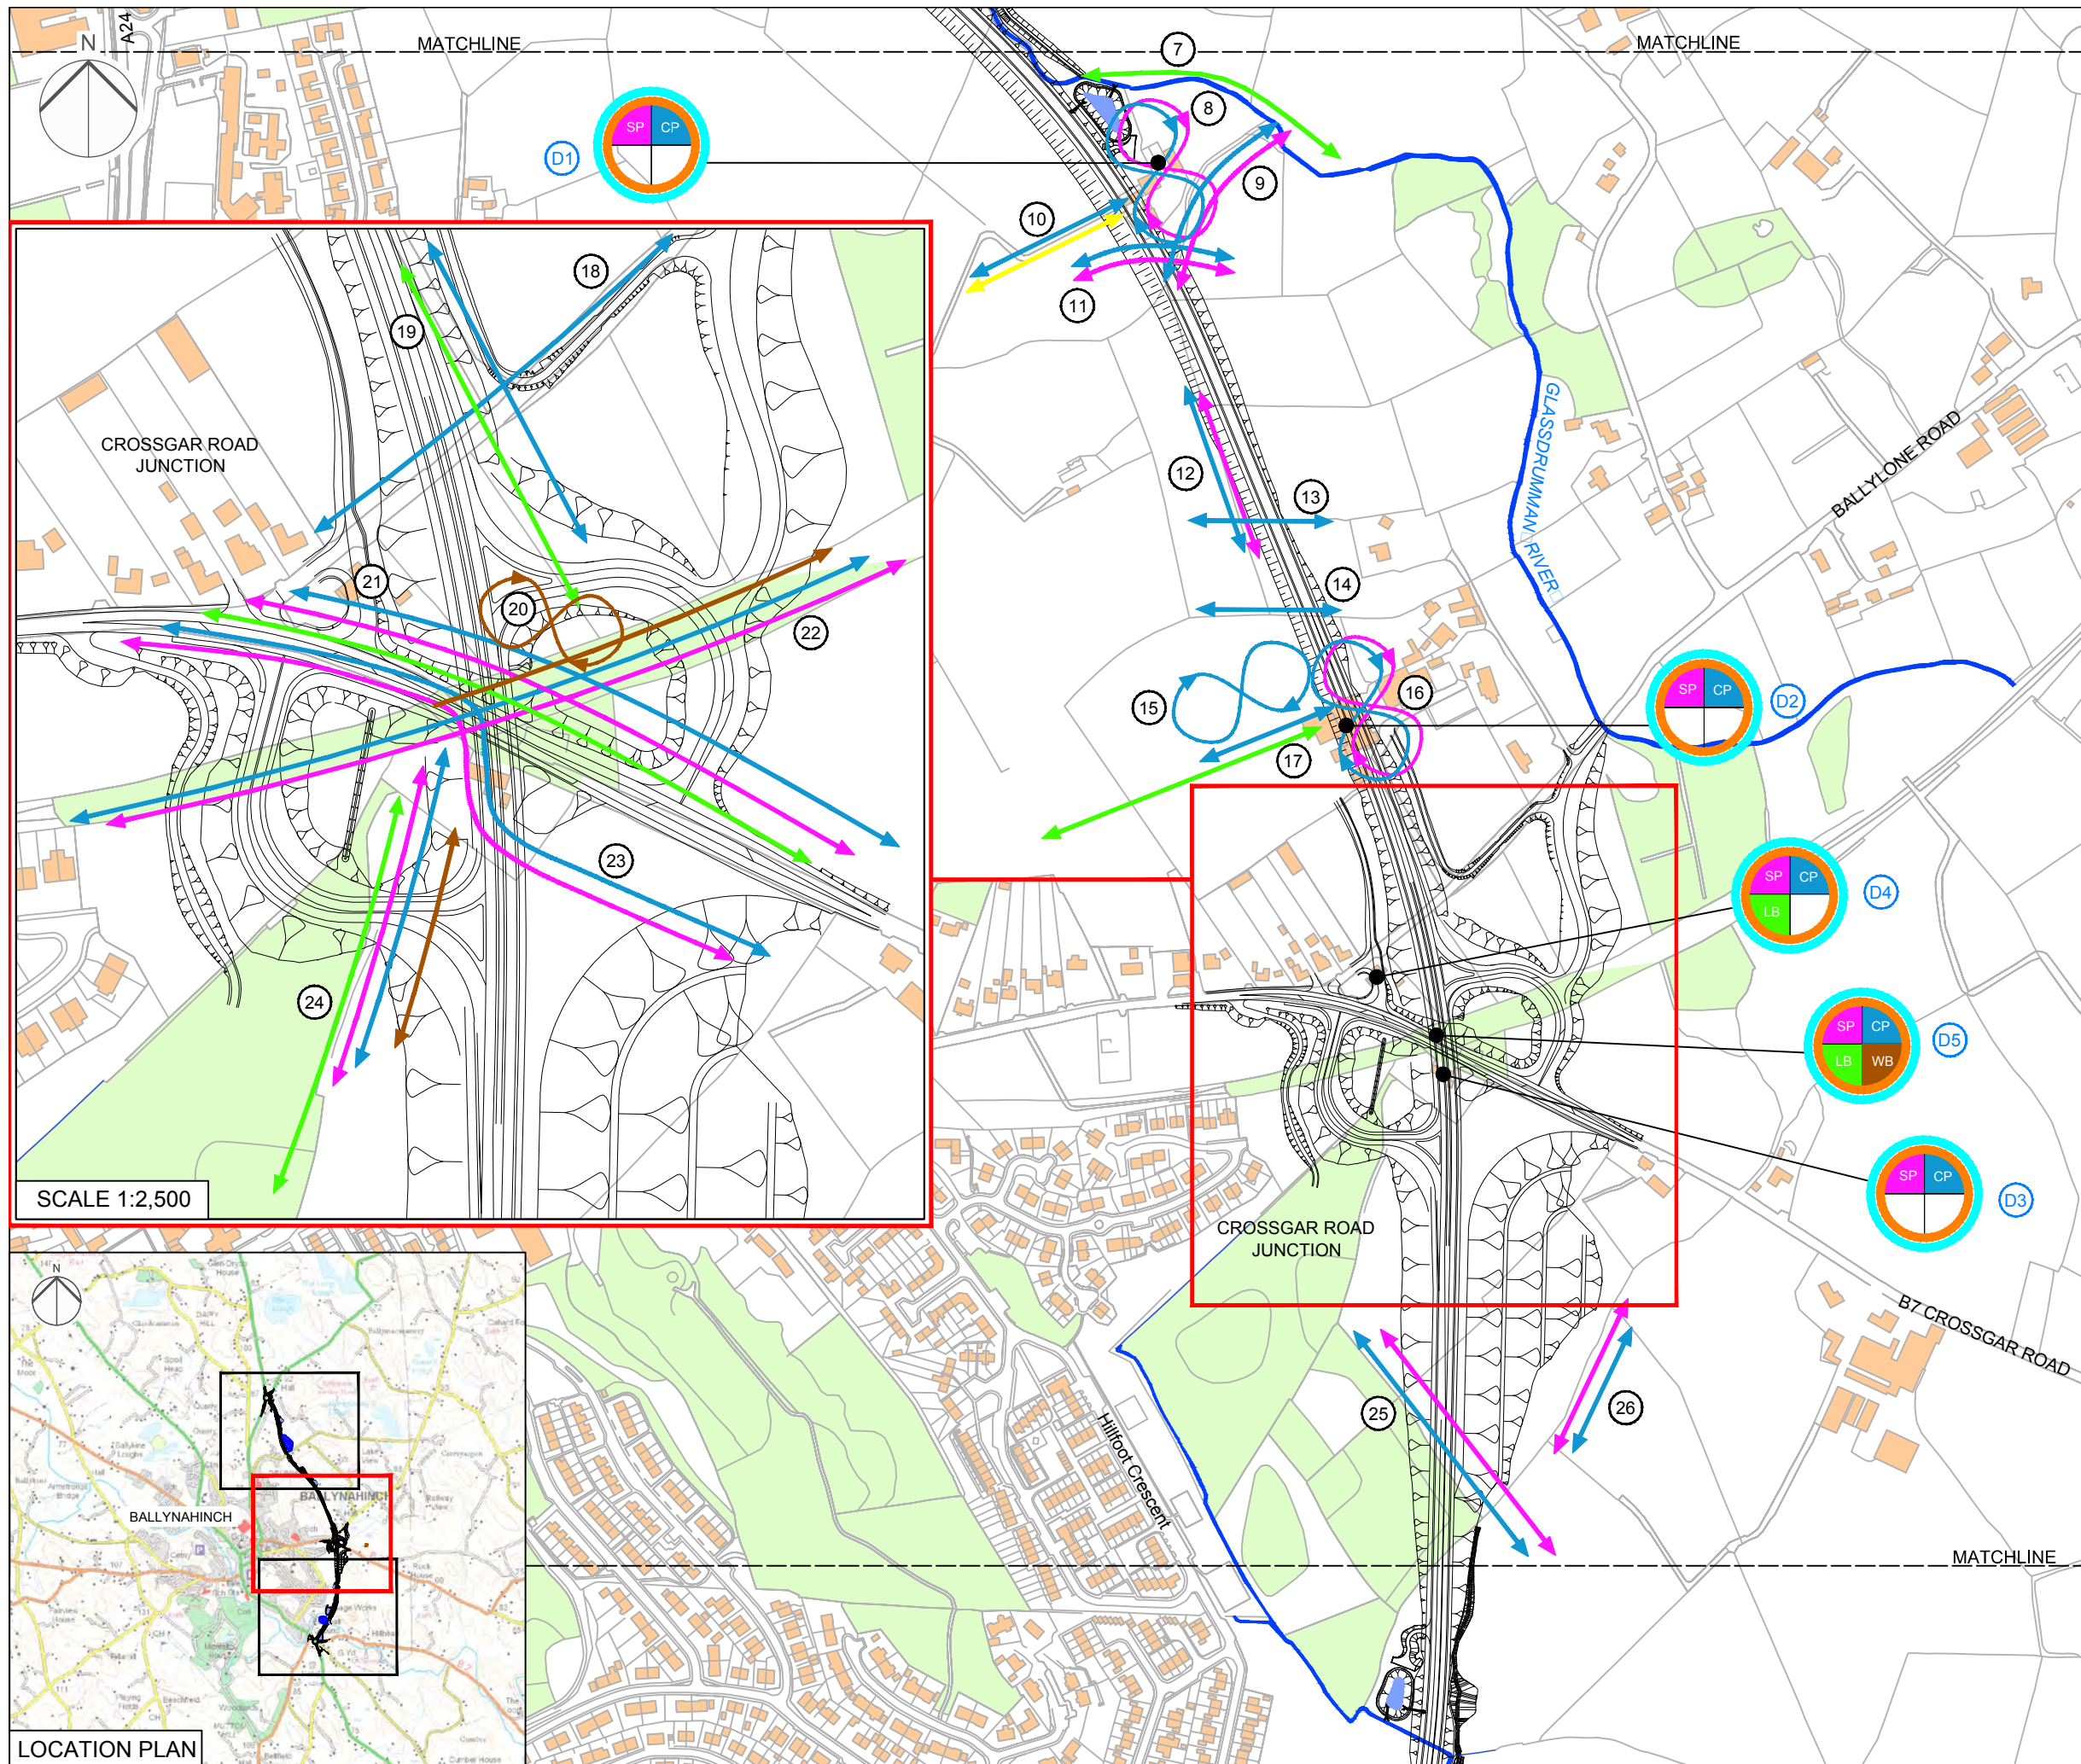 A24
N
MATCHLINE
MATCHLINE
7
8
SP CP
D1
9
10
11
18
19
CROSSGAR ROAD
JUNCTION
12
13
GLASSDRUMMAN RIVER
BALLYLONE ROAD
14
21
20
22
15
16
17
SP CP
D2
23
24
SP CP
LB
D4
SP CP
LB WB
D5
SP CP
D3
SCALE 1:2,500
CROSSGAR ROAD
JUNCTION
B7 CROSSGAR ROAD
25
26
Hillfoot Crescent
MATCHLINE
N
BALLYNAHINCH
BALLYNAHINCH
LOCATION PLAN